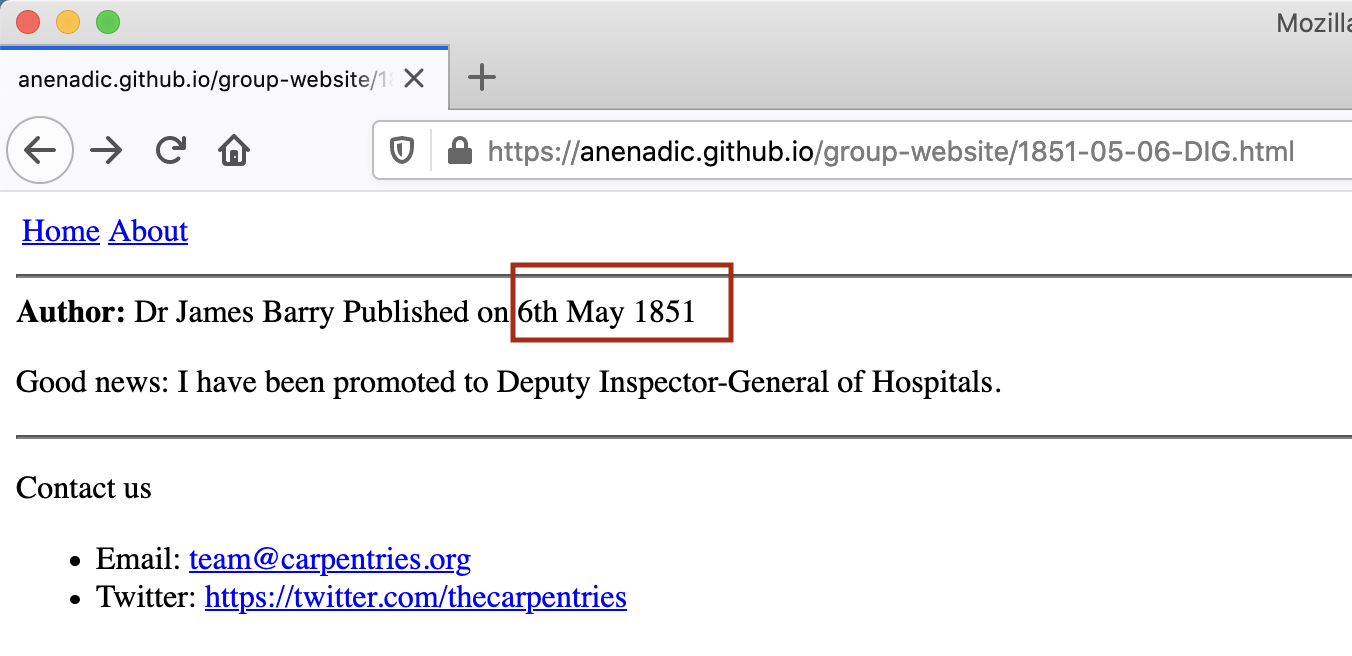 Mozilla
anenadic.github.io/group-website/18
https://anenadic.github.io/group-website/1851-05-06-DIG.html
Home About
Author: Dr James Barry Published on 6th May 1851
Good news: I have been promoted to Deputy Inspector-General of Hospitals.
Contact us
Email: team@carpentries.org
Twitter: https://twitter.com/thecarpentries